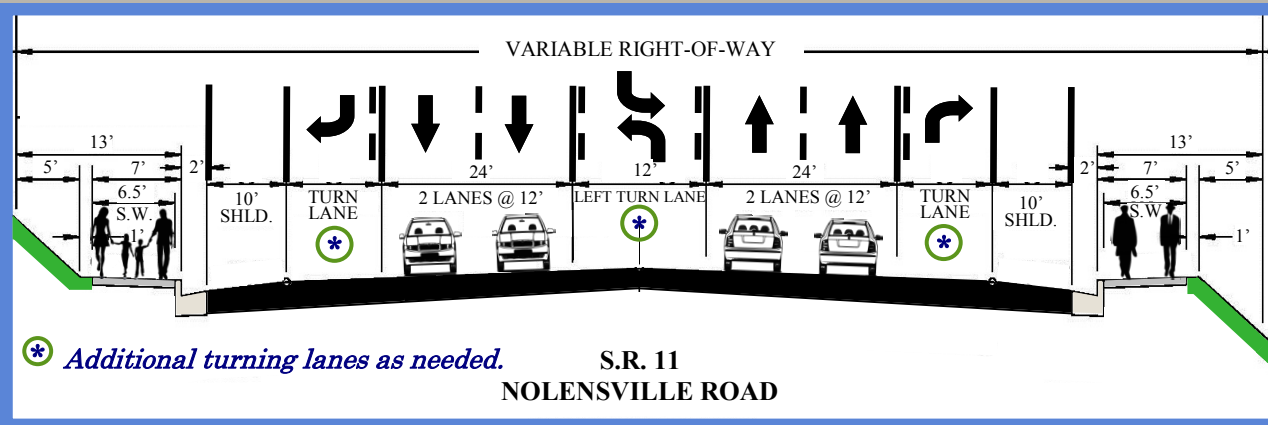 VARIABLE RIGHT-OF-WAY
13’ 13’
5’ 7’ 2’ 24’ 12’ 24’ 2’ 7’ 5’
6.5’ 6.5’
S.W. S.W
1’ 1’
10’ SHLD.
TURN LANE
*
2 LANES @ 12’
LEFT TURN LANE
*
2 LANES @ 12’
TURN LANE
*
10’ SHLD.
* Additional turning lanes as needed.
S.R. 11
NOLENSVILLE ROAD